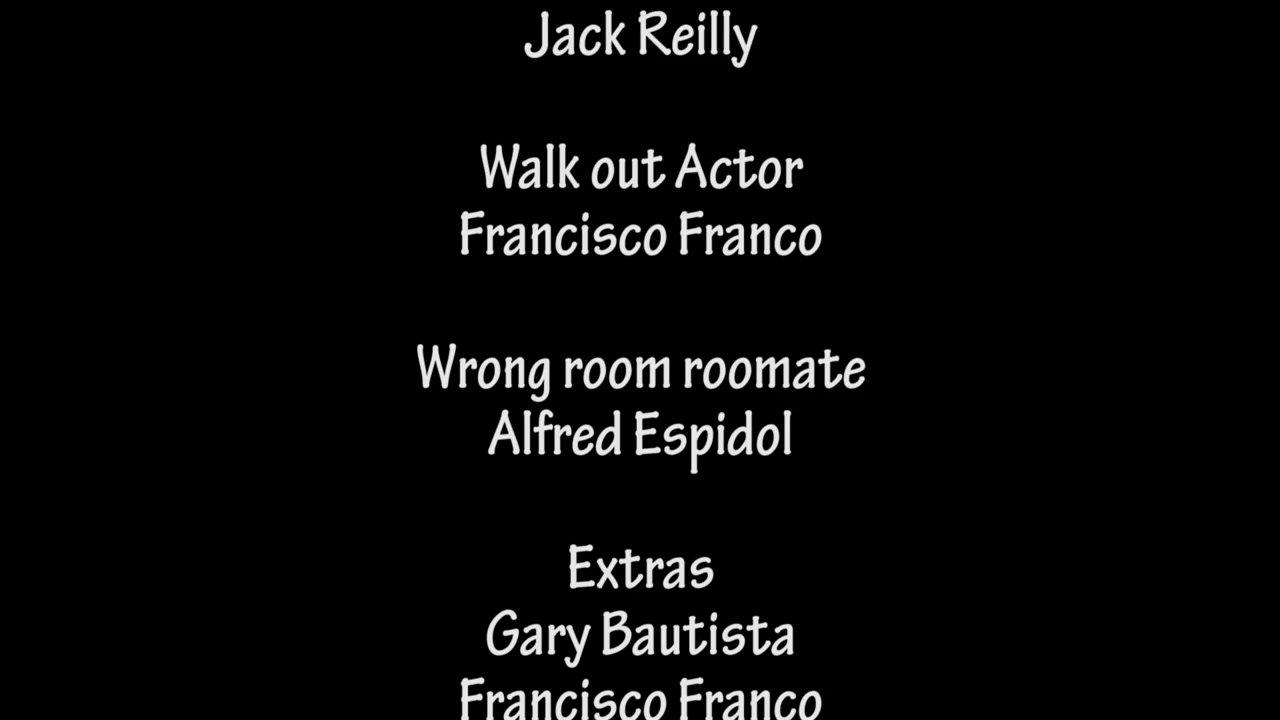 Jack Reilly
Walk out Actor
Francisco Franco
Wrong room roomate
Alfred Espidol
Extras
Gary Bautista
Francisco Franco